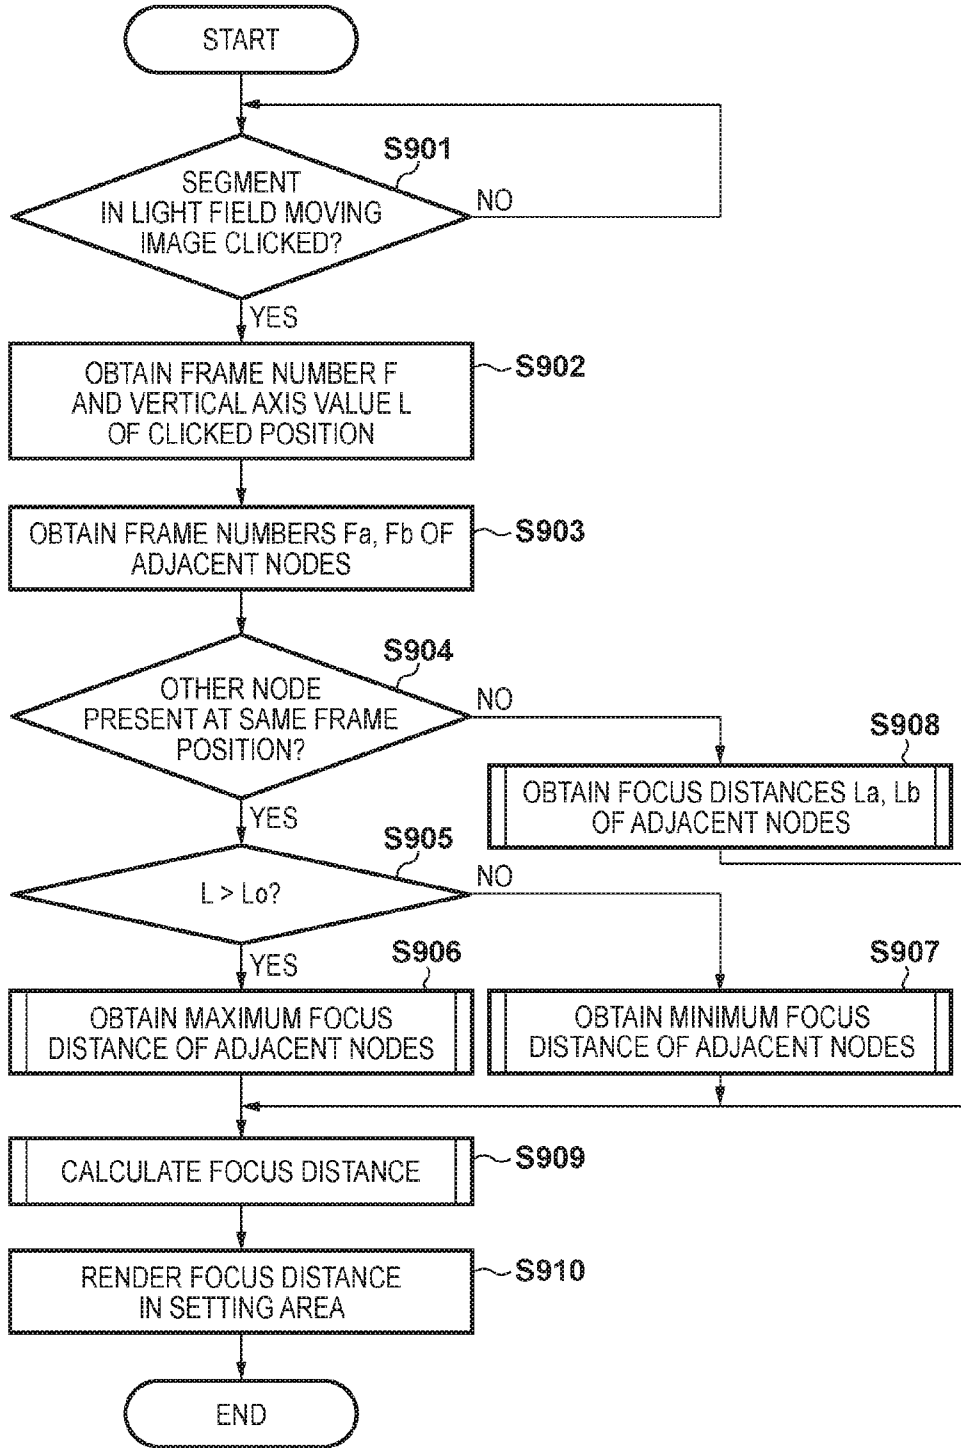 START
S901
SEGMENT
IN LIGHT FIELD MOVING
IMAGE CLICKED?
NO
YES
OBTAIN FRAME NUMBER F
AND VERTICAL AXIS VALUE L
OF CLICKED POSITION
S902
OBTAIN FRAME NUMBERS Fa, Fb OF
ADJACENT NODES
S903
S904
OTHER NODE
PRESENT AT SAME FRAME
POSITION?
NO
YES
S908
OBTAIN FOCUS DISTANCES La, Lb
OF ADJACENT NODES
S905
L > Lo?
NO
YES
S906
OBTAIN MAXIMUM FOCUS
DISTANCE OF ADJACENT NODES
S907
OBTAIN MINIMUM FOCUS
DISTANCE OF ADJACENT NODES
CALCULATE FOCUS DISTANCE
S909
RENDER FOCUS DISTANCE
IN SETTING AREA
S910
END